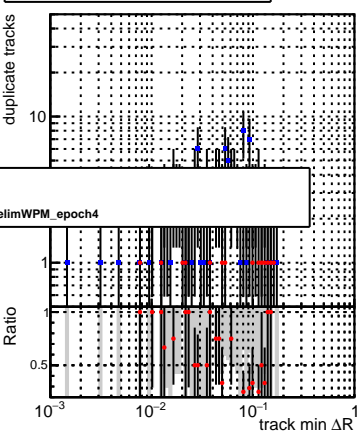 duplicate tracks
10
elimWPM_epoch4
1
Ratio
1
0.5
10−3
10−2
10−1
1
track min ΔR